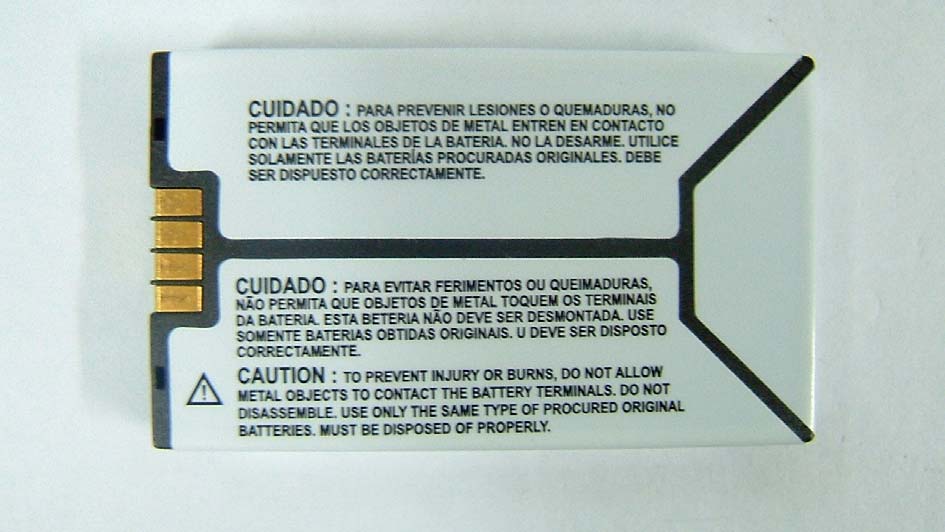 CUIDADO : PARA PREVENIR LESIONES O QUEMADURAS, NO
PERMITA QUE LOS OBJETOS DE METAL ENTREN EN CONTACTO
CON LAS TERMINALES DE LA BATERIA. NO LA DESARME. UTILICE
SOLAMENTE LAS BATERÍAS PROCURADAS ORIGINALES. DEBE
SER DISPUESTO CORRECTAMENTE.
CUIDADO : PARA EVITAR FERIMENTOS OU QUEIMADURAS,
NÃO PERMITA QUE OBJETOS DE METAL TOQUEM OS TERMINAIS
DA BATERIA. ESTA BETERIA NÃO DEVE SER DESMONTADA. USE
SOMENTE BATERIAS OBTIDAS ORIGINAIS. U DEVE SER DISPOSTO
CORRECTAMENTE.
CAUTION : TO PREVENT INJURY OR BURNS, DO NOT ALLOW
METAL OBJECTS TO CONTACT THE BATTERY TERMINALS. DO NOT
DISASSEMBLE. USE ONLY THE SAME TYPE OF PROCURED ORIGINAL
BATTERIES. MUST BE DISPOSED OF PROPERLY.